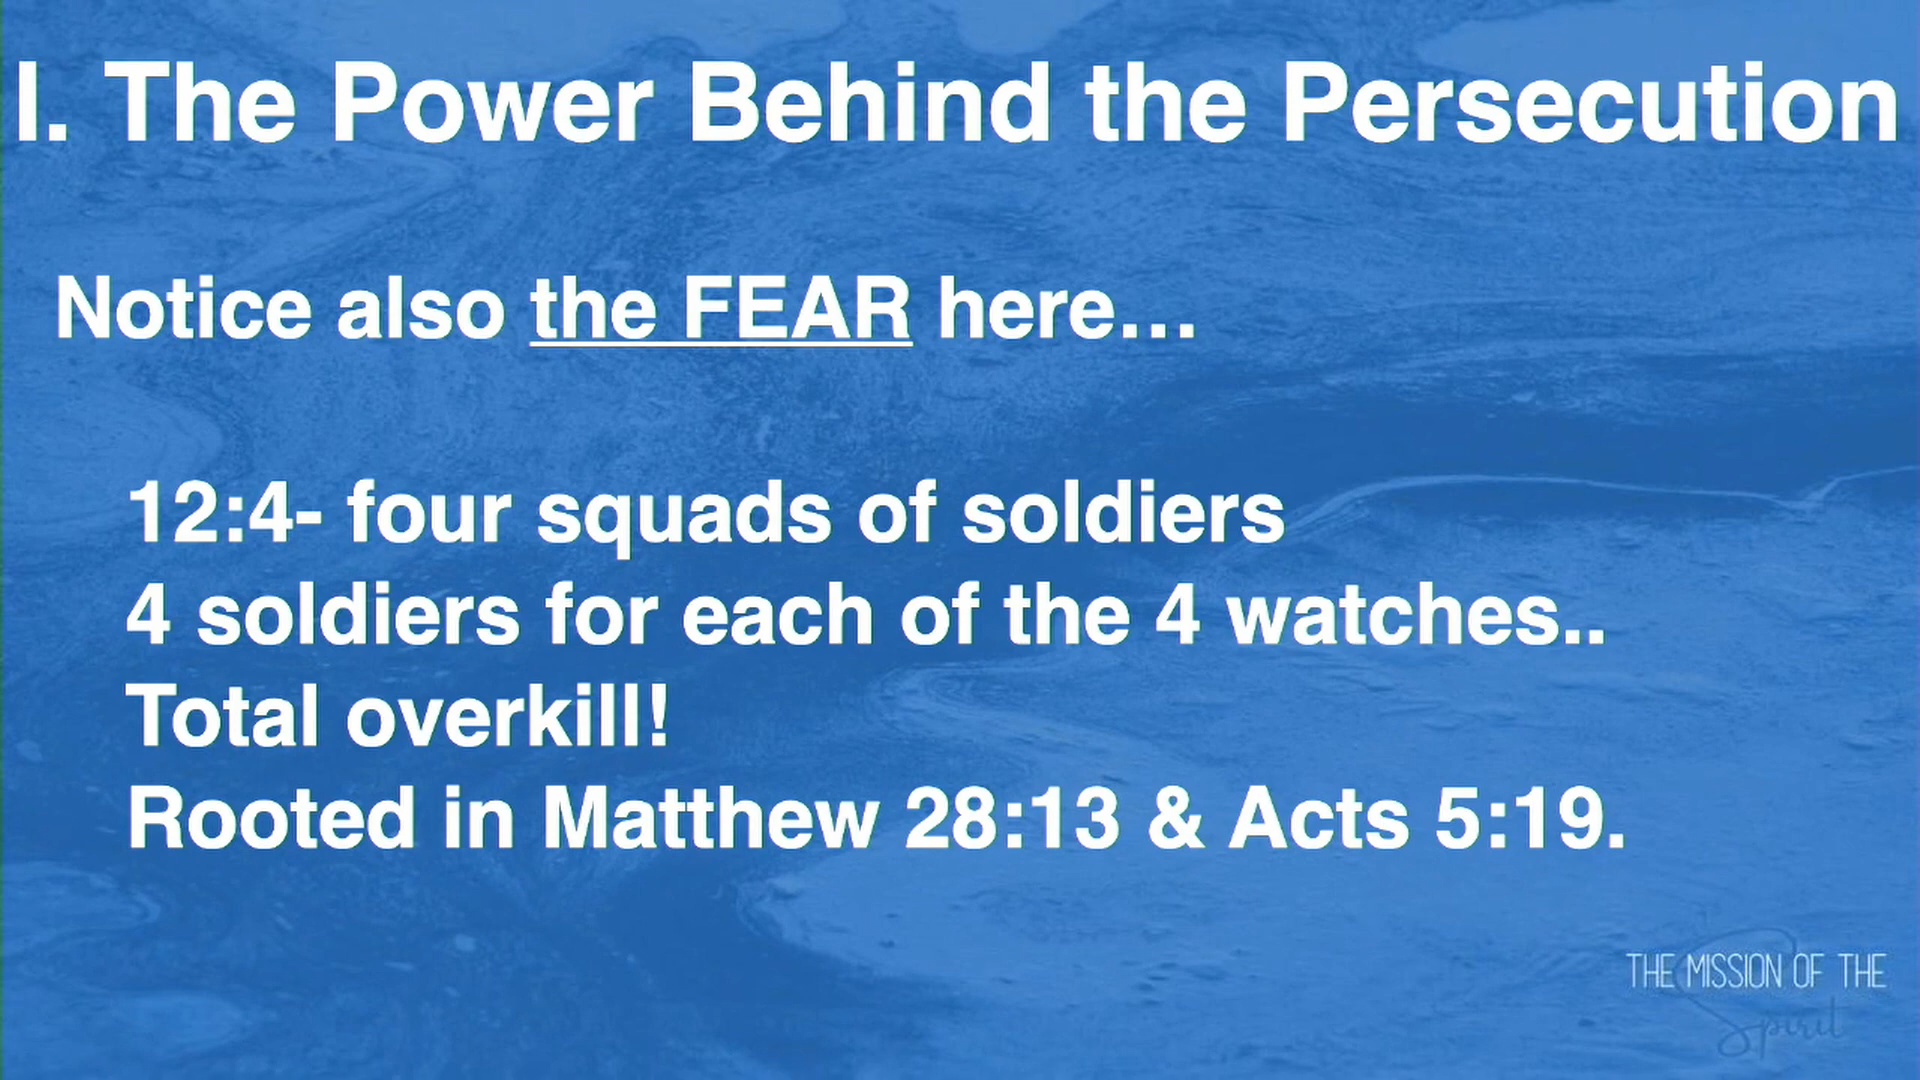 I. The Power Behind the Persecution
Notice also the FEAR here...
12:4- four squads of soldiers
4 soldiers for each of the 4 watches..
Total overkill!
Rooted in Matthew 28:13 & Acts 5:19.
THE MISSION OF THE
Spirit